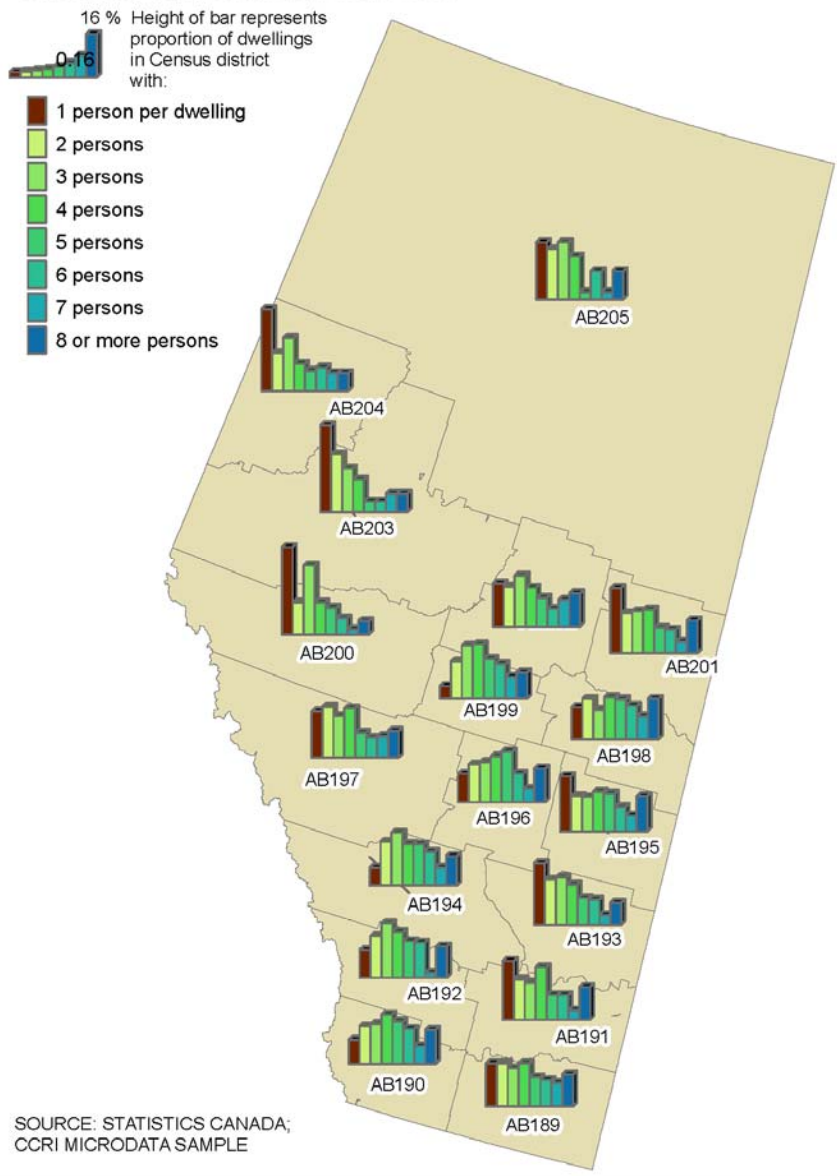 16 % Height of bar represents
proportion of dwellings
in Census district
with:
0.16
1 person per dwelling
2 persons
3 persons
4 persons
5 persons
6 persons
7 persons
8 or more persons
AB205
AB204
AB203
AB200
AB201
AB199
AB198
AB197
AB196
AB195
AB194
AB193
AB192
AB191
AB190
AB189
SOURCE: STATISTICS CANADA;
CCRI MICRODATA SAMPLE